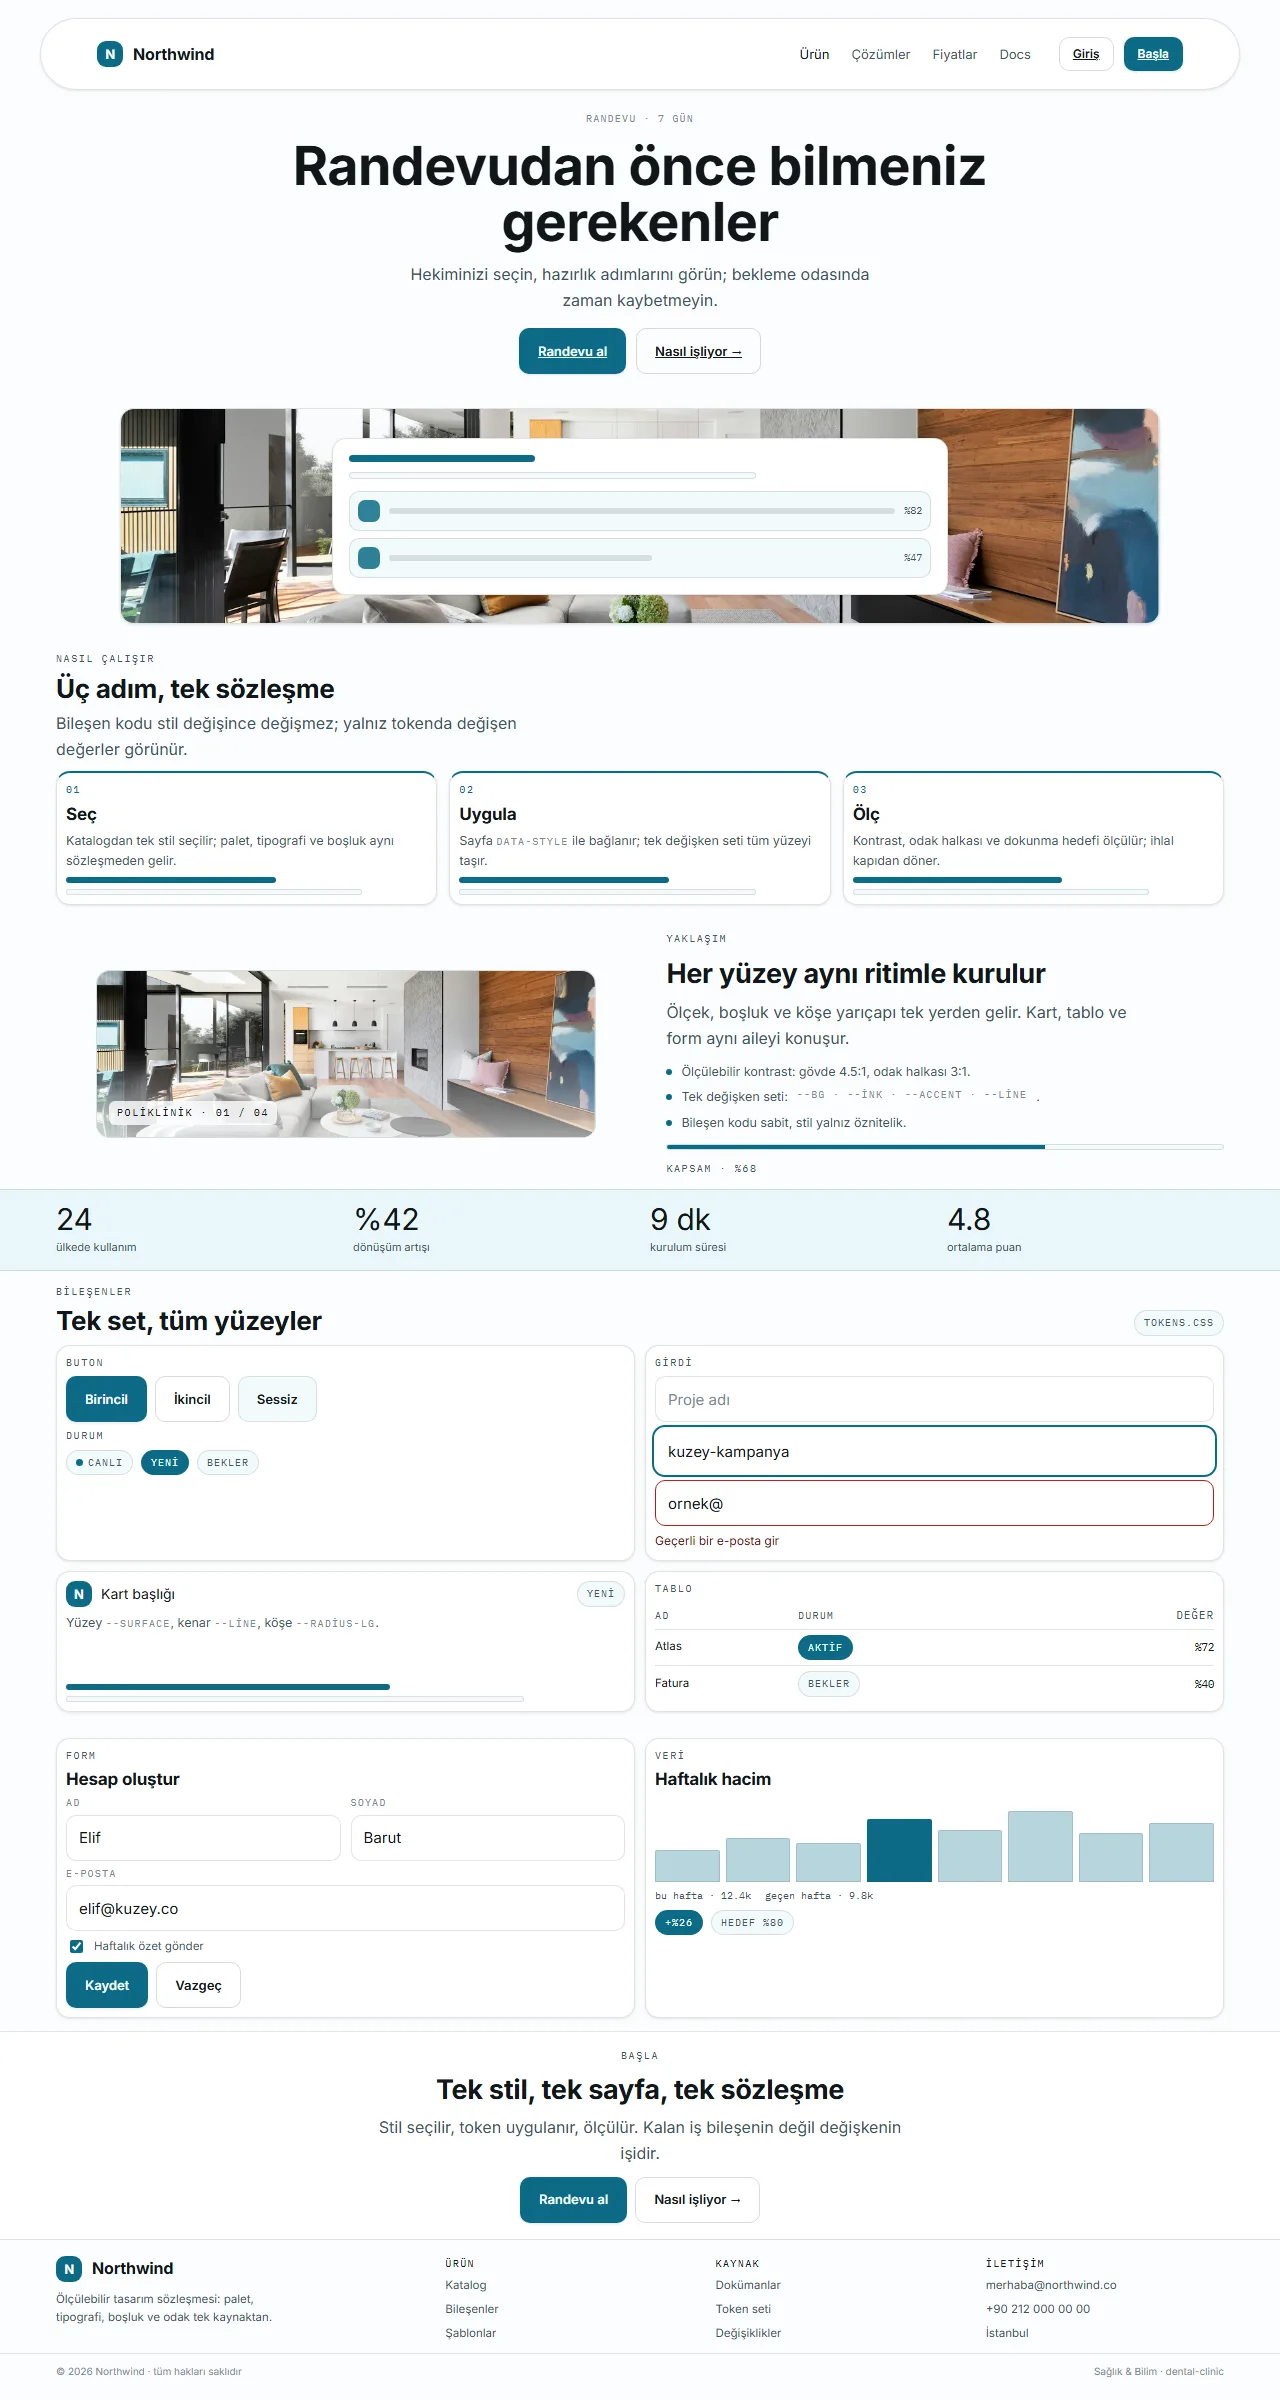 N Northwind
Ürün Çözümler Fiyatlar Docs Giriş Başla
RANDEVU · 7 GÜN
Randevudan önce bilmeniz
gerekenler
Hekiminizi seçin, hazırlık adımlarını görün; bekleme odasında
zaman kaybetmeyin.
Randevu al Nasıl işliyor →
%82
%47
NASIL ÇALIŞIR
Üç adım, tek sözleşme
Bileşen kodu stil değişince değişmez; yalnız tokenda değişen
değerler görünür.
01
Seç
Katalogdan tek stil seçilir; palet, tipografi ve boşluk aynı
sözleşmeden gelir.
02
Uygula
Sayfa DATA-STYLE ile bağlanır; tek değişken seti tüm yüzeyi
taşır.
03
Ölç
Kontrast, odak halkası ve dokunma hedefi ölçülür; ihlal
kapıdan döner.
POLİKLİNİK · 01 / 04
YAKLAŞIM
Her yüzey aynı ritimle kurulur
Ölçek, boşluk ve köşe yarıçapı tek yerden gelir. Kart, tablo ve
form aynı aileyi konuşur.
Ölçülebilir kontrast: gövde 4.5:1, odak halkası 3:1.
Tek değişken seti: --BG · --İNK · --ACCENT · --LİNE .
Bileşen kodu sabit, stil yalnız öznitelik.
KAPSAM · %68
24
ülkede kullanım
%42
dönüşüm artışı
9 dk
kurulum süresi
4.8
ortalama puan
BİLEŞENLER
Tek set, tüm yüzeyler
TOKENS.CSS
BUTON
Birincil İkincil Sessiz
DURUM
CANLI YENİ BEKLER
GİRDİ
Proje adı
kuzey-kampanya
ornek@
Geçerli bir e-posta gir
N Kart başlığı YENİ
Yüzey --SURFACE, kenar --LİNE, köşe --RADİUS-LG.
TABLO
AD DURUM DEĞER
Atlas AKTİF %72
Fatura BEKLER %40
FORM
Hesap oluştur
AD SOYAD
Elif Barut
E-POSTA
elif@kuzey.co
Haftalık özet gönder
Kaydet Vazgeç
VERİ
Haftalık hacim
bu hafta · 12.4k geçen hafta · 9.8k
+%26 HEDEF %80
BAŞLA
Tek stil, tek sayfa, tek sözleşme
Stil seçilir, token uygulanır, ölçülür. Kalan iş bileşenin değil değişkenin
işidir.
Randevu al Nasıl işliyor →
N Northwind
Ölçülebilir tasarım sözleşmesi: palet,
tipografi, boşluk ve odak tek kaynaktan.
ÜRÜN
Katalog
Bileşenler
Şablonlar
KAYNAK
Dokümanlar
Token seti
Değişiklikler
İLETİŞİM
merhaba@northwind.co
+90 212 000 00 00
İstanbul
© 2026 Northwind · tüm hakları saklıdır
Sağlık & Bilim · dental-clinic